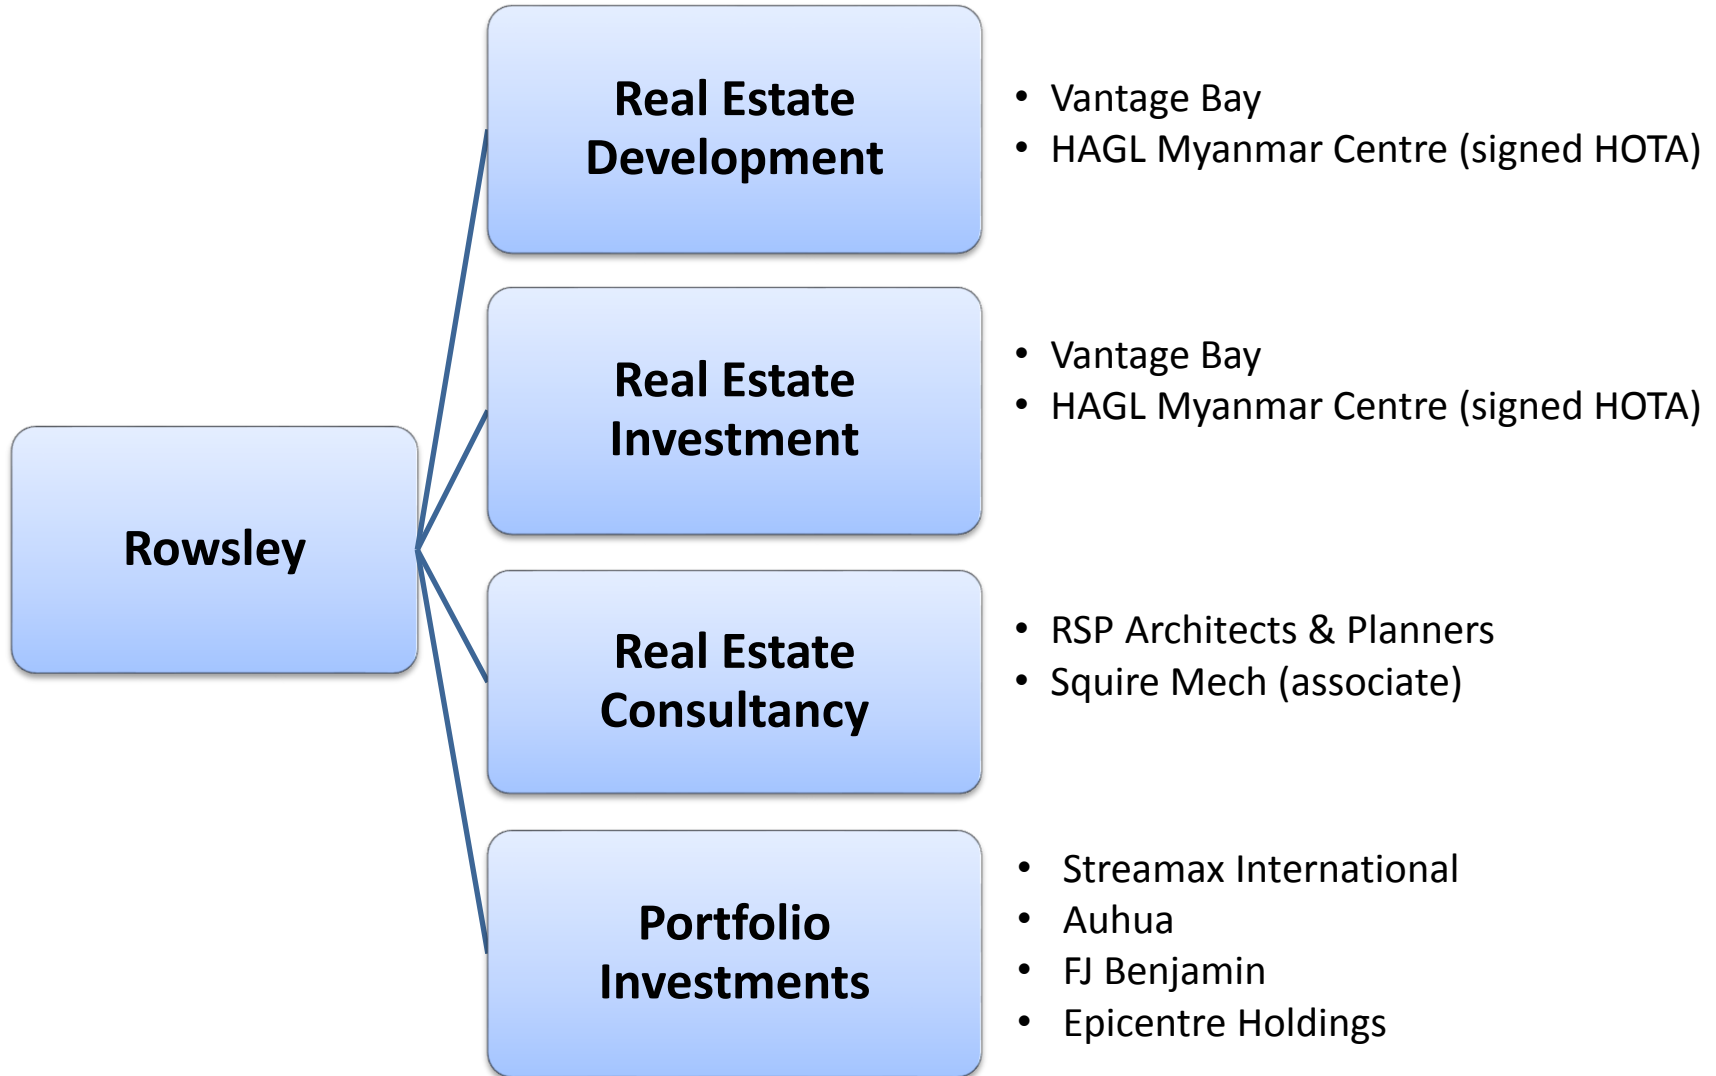 Rowsley
Real Estate
Development
• Vantage Bay
• HAGL Myanmar Centre (signed HOTA)
Real Estate
Investment
• Vantage Bay
• HAGL Myanmar Centre (signed HOTA)
Real Estate
Consultancy
• RSP Architects & Planners
• Squire Mech (associate)
Portfolio
Investments
• Streamax International
• Auhua
• FJ Benjamin
• Epicentre Holdings